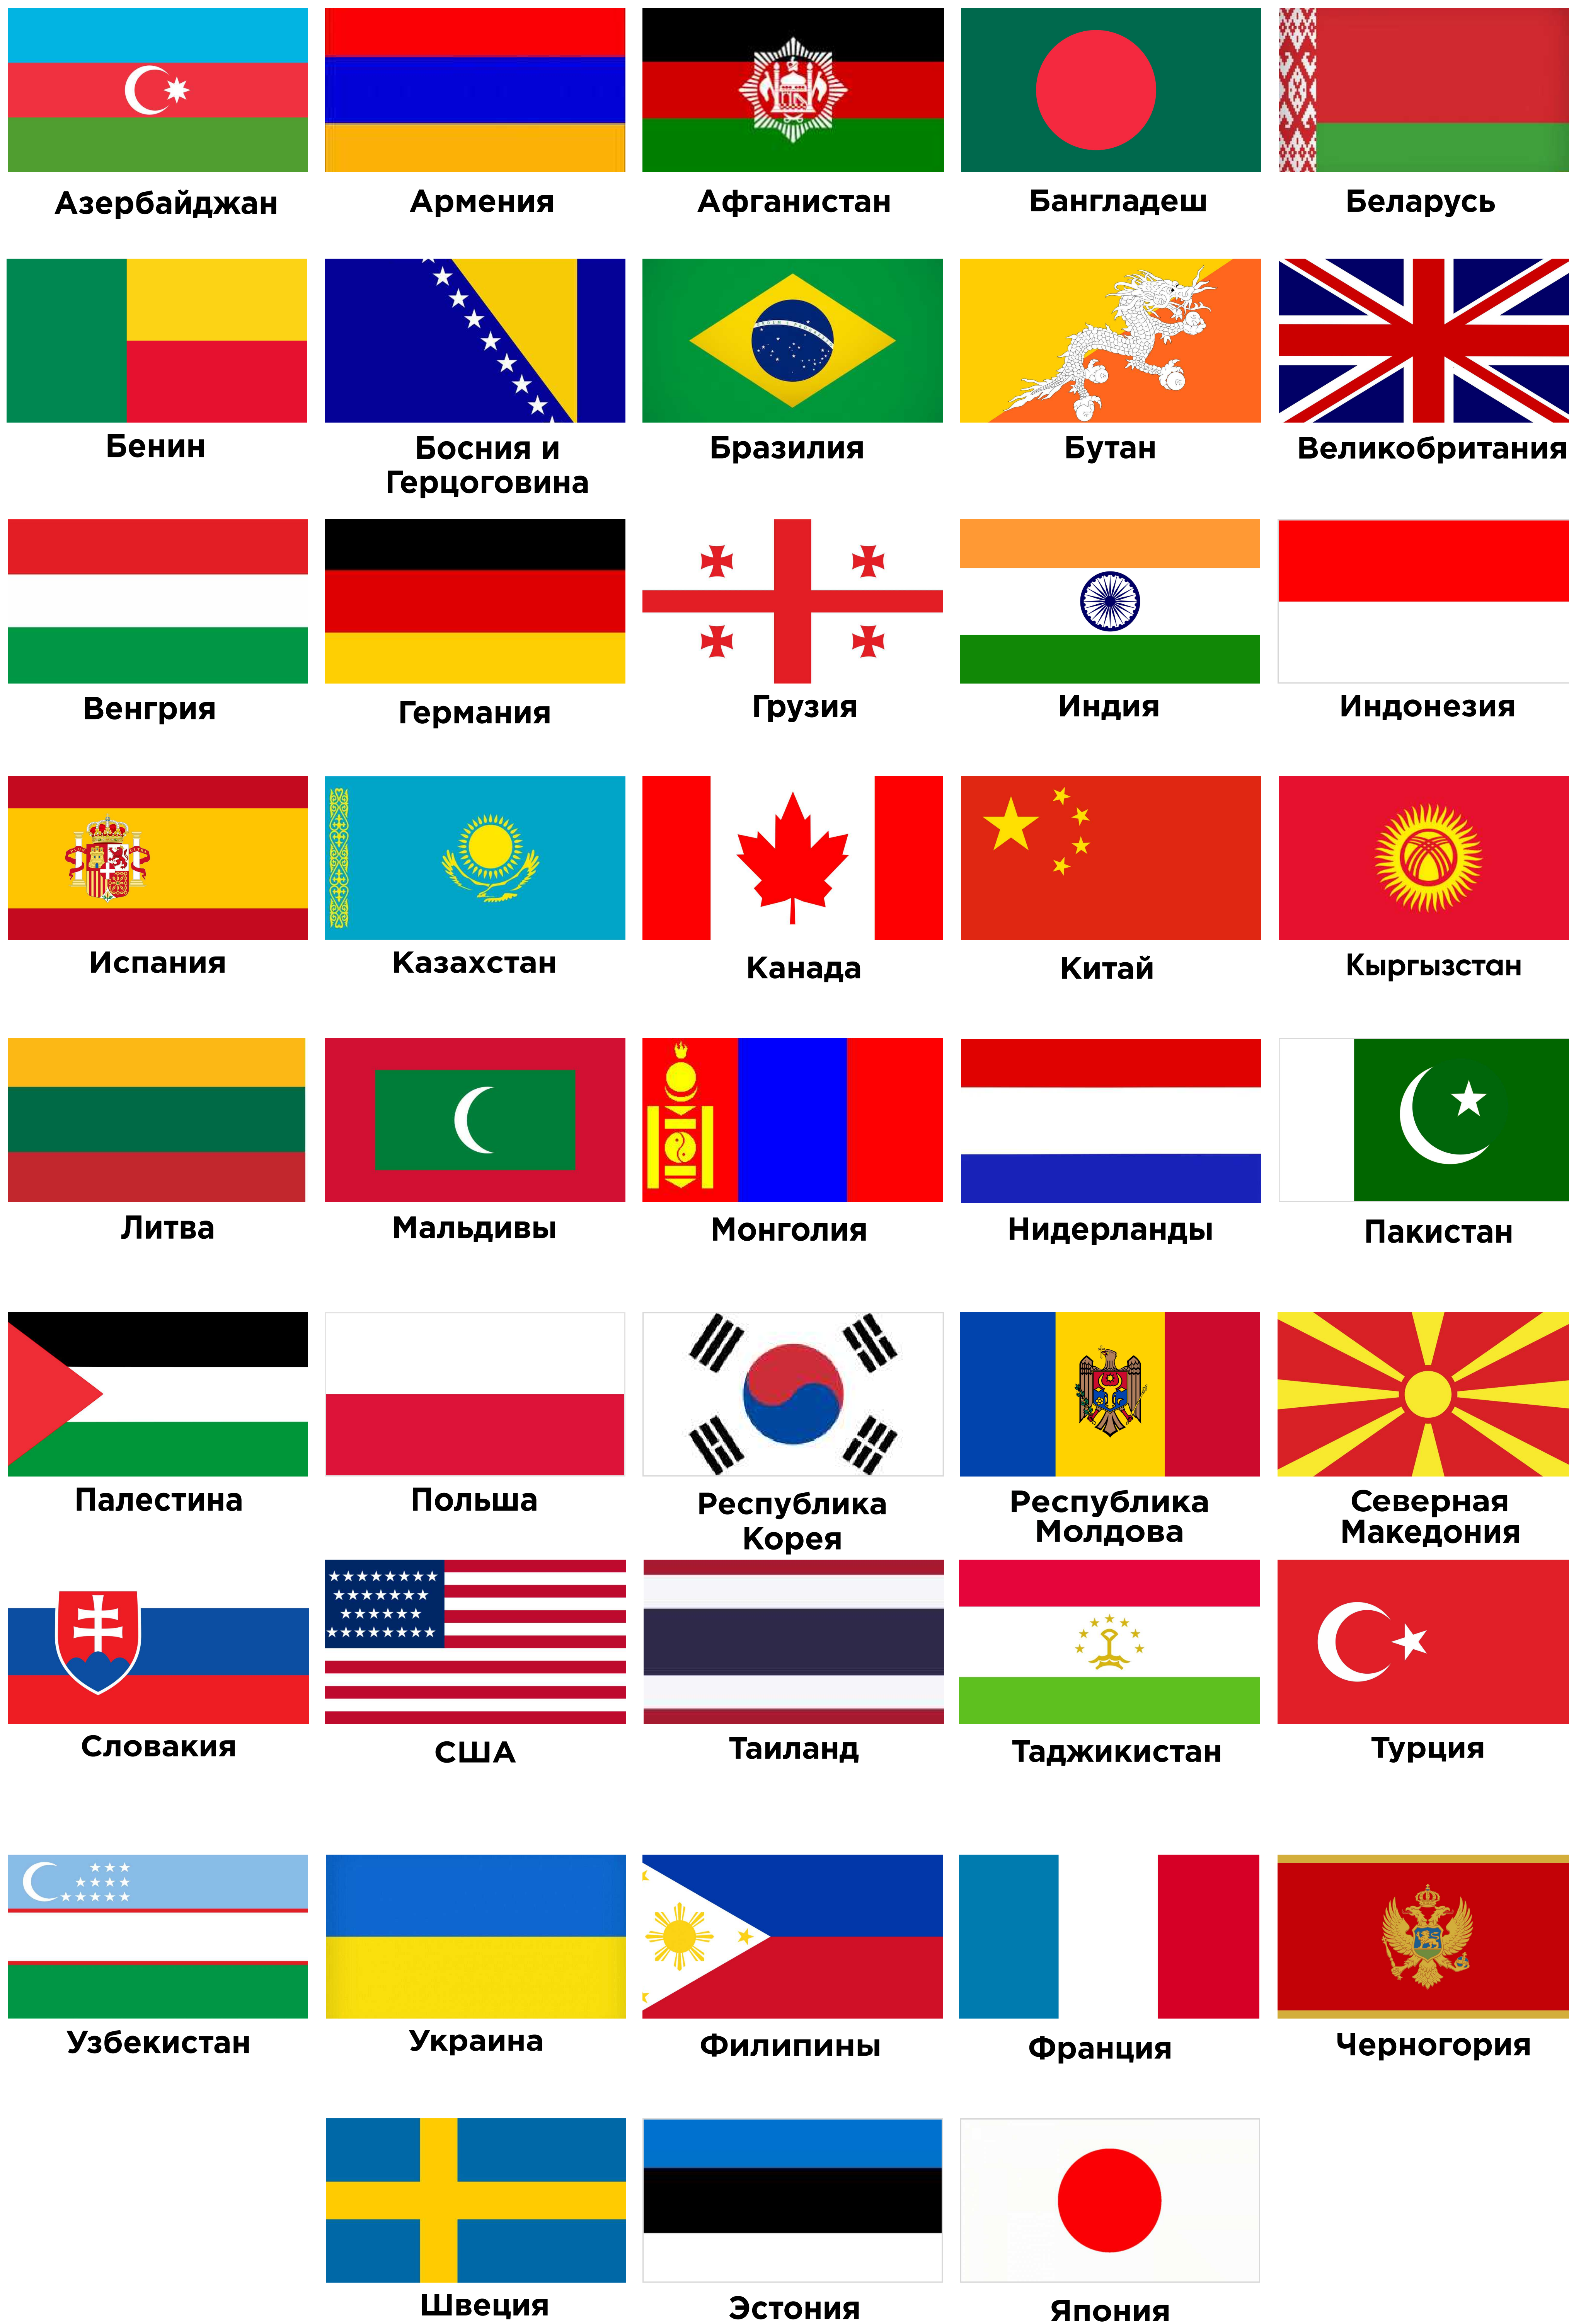 Азербайджан
Армения
Афганистан
Бангладеш
Беларусь
Бенин
Босния и
Герцоговина
Бразилия
Бутан
Великобритания
Венгрия
Германия
Грузия
Индия
Индонезия
Испания
Казахстан
Канада
Китай
Кыргызстан
Литва
Мальдивы
Монголия
Нидерланды
Пакистан
Палестина
Польша
Республика
Корея
Республика
Молдова
Северная
Македония
Словакия
США
Таиланд
Таджикистан
Турция
Узбекистан
Украина
Филипины
Франция
Черногория
Швеция
Эстония
Япония